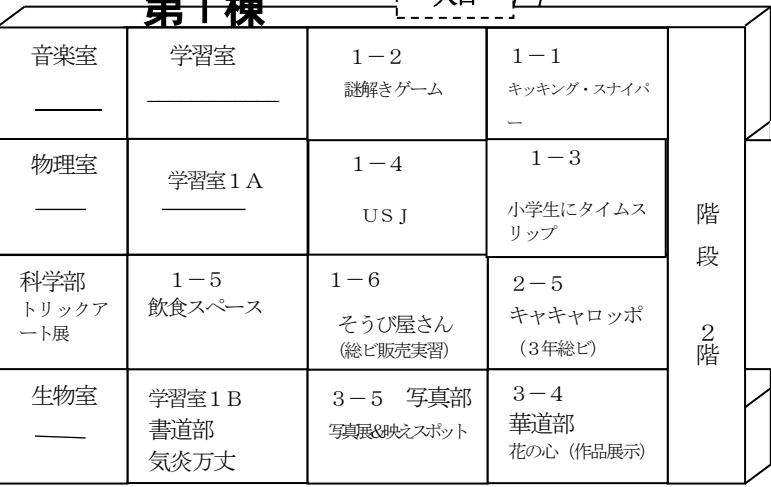 第1棟
入口
音楽室
学習室
1－2
謎解きゲーム
1－1
キッキング・スナイパ
ー
物理室
学習室1A
1－4
USJ
1－3
小学生にタイムス
リップ
科学部
トリックア
ート展
1－5
飲食スペース
1－6
そうび屋さん
(総ビ販売実習)
2－5
キャキャロッポ
（3年総ビ）
生物室
学習室1B
書道部
気炎万丈
3－5　写真部
写真展&映えスポット
3－4
華道部
花の心（作品展示）
階
段
2
階